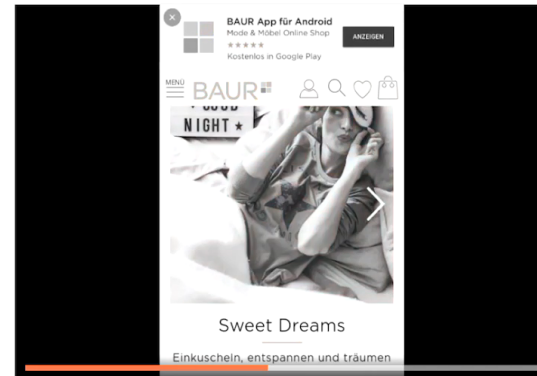 BAUR App für Android
Mode & Möbel Online Shop
Kostenlos in Google Play
ANZEIGEN
MENÜ
BAUR
GOOD
NIGHT ★
Sweet Dreams
Einkuscheln, entspannen und träumen